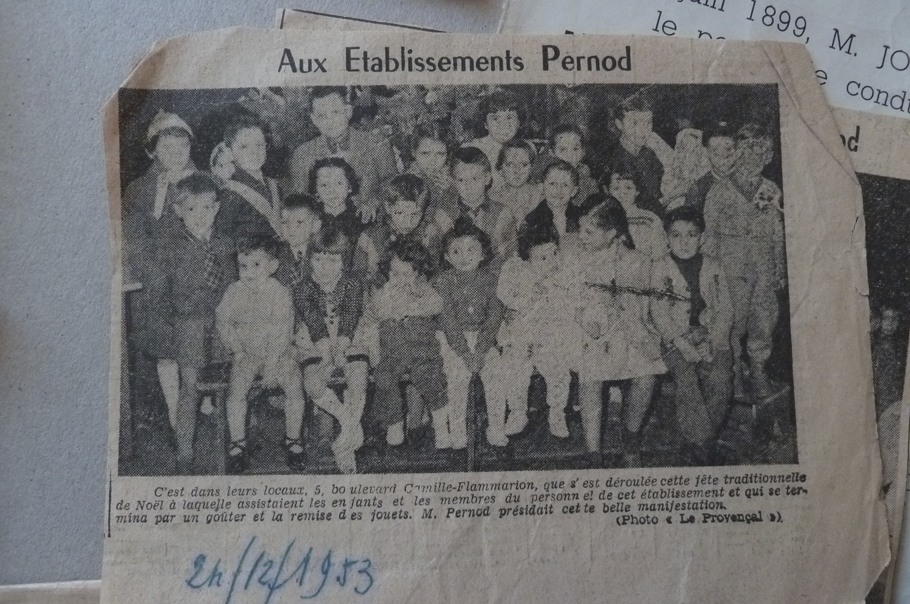 Aux Etablissements Pernod
C'est dans leurs locaux, 5, bo ulevard Camille-Flammarion, que s'est déroulée cette fête traditionnelle
de Noël à laquelle assistaient les enfants et les membres du personnel de cet établissement et qui se ter-
mina par un goûter et la remise des jouets. M. Pernod présidait cette belle manifestation.
(Photo « Le Provençal »)
24/12/1953
1899, M. JO
le